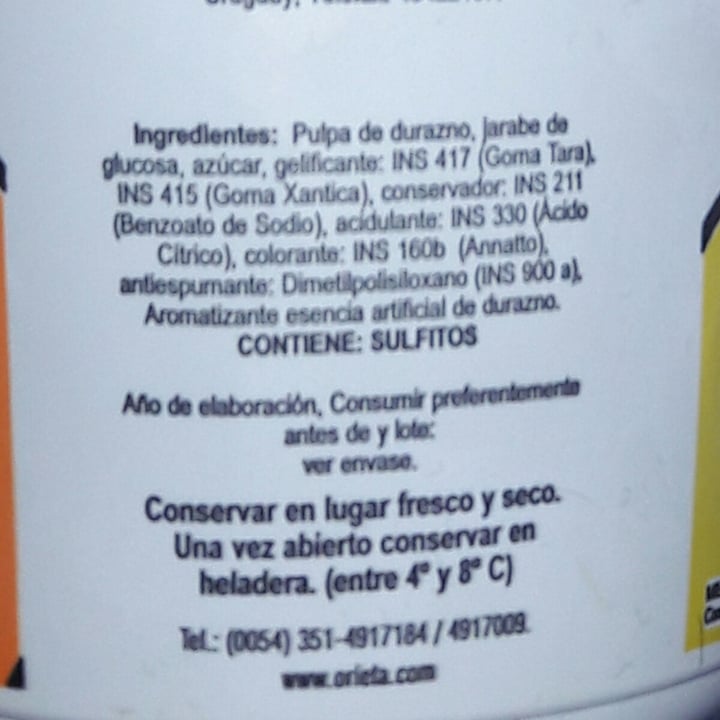 Uruguay,
Ingredientes: Pulpa de durazno, jarabe de
glucosa, azúcar, gelificante: INS 417 (Goma Tara),
INS 415 (Goma Xantica), conservador: INS 211
(Benzoato de Sodio), acidulante: INS 330 (Ácido
Cítrico), colorante: INS 160b (Annatto),
antiespumante: Dimetilpolisiloxano (INS 900 a),
Aromatizante esencia artificial de durazno.
CONTIENE: SULFITOS
Año de elaboración, Consumir preferentemente
antes de y lote:
ver envase.
Conservar en lugar fresco y seco.
Una vez abierto conservar en
heladera. (entre 4º y 8º C)
Tel.: (0054) 351-4917184 / 4917009.
www.orieta.com